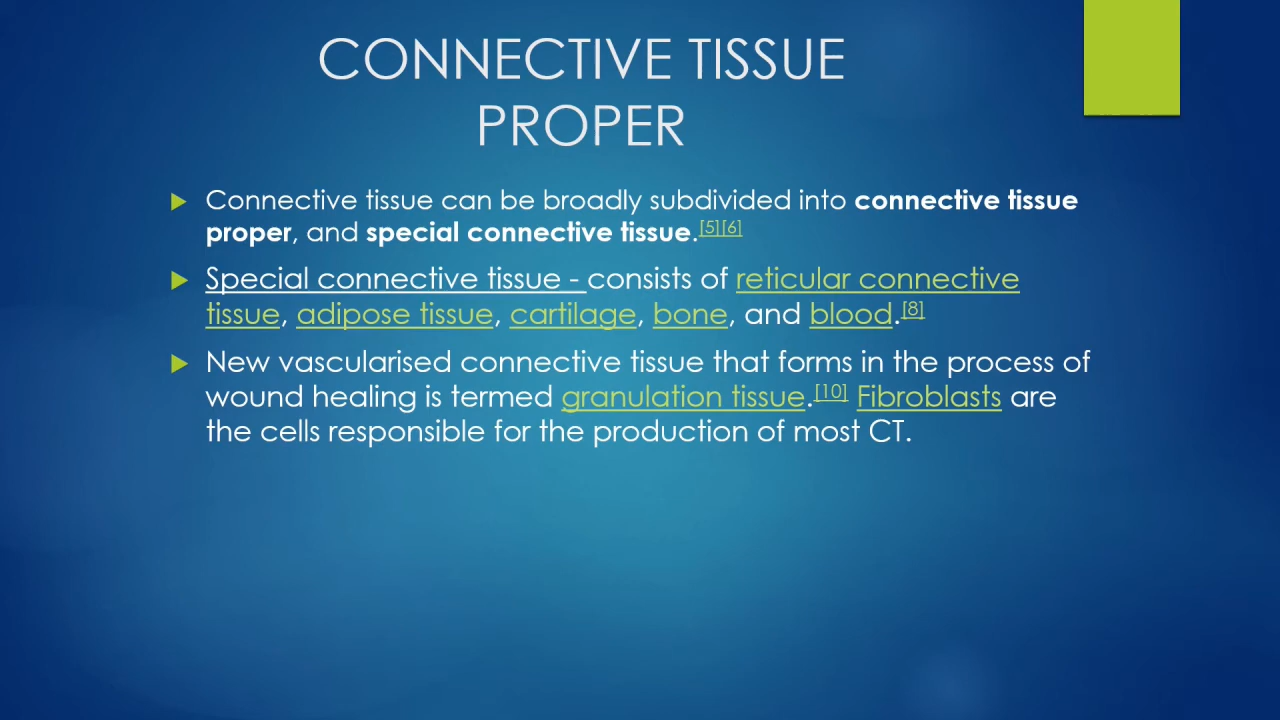 CONNECTIVE TISSUE
PROPER
Connective tissue can be broadly subdivided into connective tissue
proper, and special connective tissue.[5][6]
Special connective tissue - consists of reticular connective
tissue, adipose tissue, cartilage, bone, and blood.[8]
New vascularised connective tissue that forms in the process of
wound healing is termed granulation tissue.[10] Fibroblasts are
the cells responsible for the production of most CT.